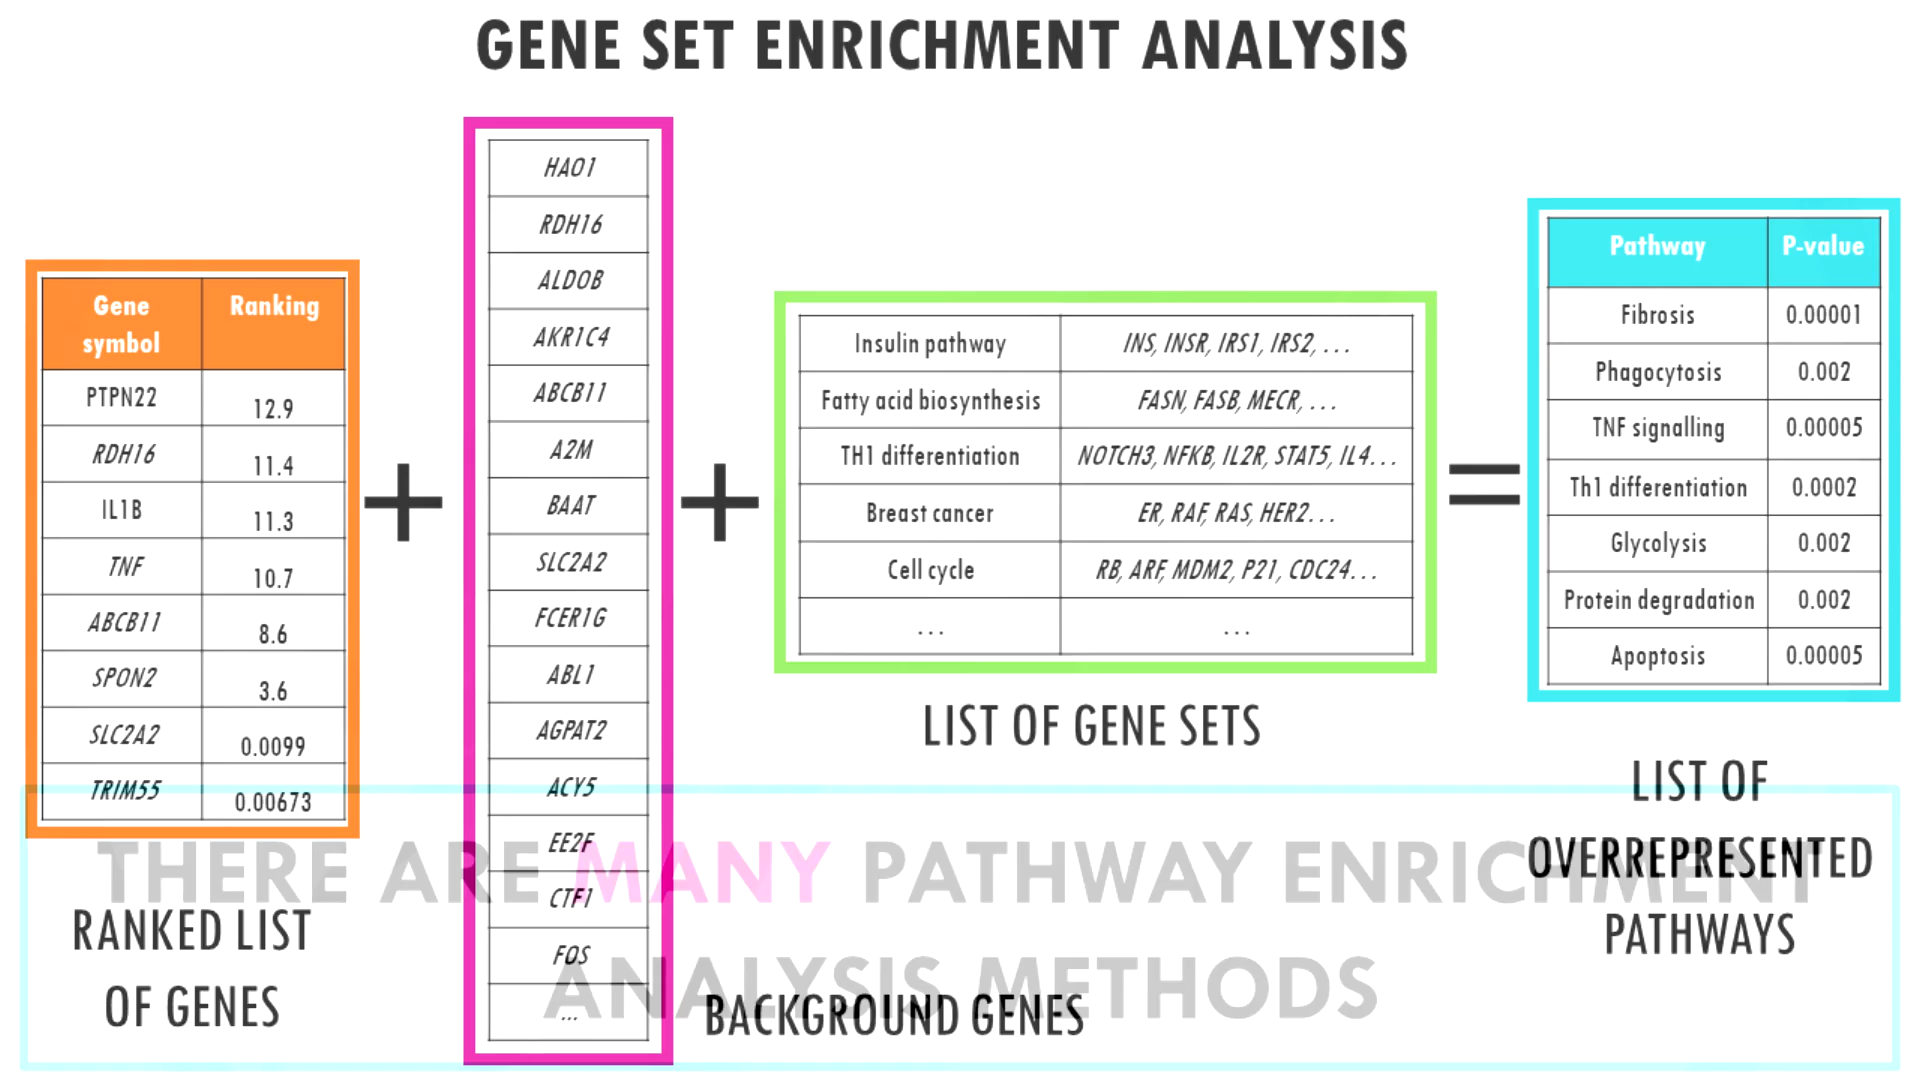 GENE SET ENRICHMENT ANALYSIS
Gene symbol Ranking
PTPN22 12.9
RDH16 11.4
IL1B 11.3
TNF 10.7
ABCB11 8.6
SPON2 3.6
SLC2A2 0.0099
TRIM55 0.00673
RANKED LIST
OF GENES
+
HAO1
RDH16
ALDOB
AKR1C4
ABCB11
A2M
BAAT
SLC2A2
FCER1G
ABL1
AGPAT2
ACY5
EE2F
CTF1
FOS
...
BACKGROUND GENES
+
Insulin pathway INS, INSR, IRS1, IRS2, ...
Fatty acid biosynthesis FASN, FASB, MECR, ...
TH1 differentiation NOTCH3, NFKB, IL2R, STAT5, IL4...
Breast cancer ER, RAF, RAS, HER2...
Cell cycle RB, ARF, MDM2, P21, CDC24...
... ...
LIST OF GENE SETS
=
Pathway P-value
Fibrosis 0.00001
Phagocytosis 0.002
TNF signalling 0.00005
Th1 differentiation 0.0002
Glycolysis 0.002
Protein degradation 0.002
Apoptosis 0.00005
LIST OF
OVERREPRESENTED
PATHWAYS
THERE ARE MANY PATHWAY ENRICHMENT
ANALYSIS METHODS